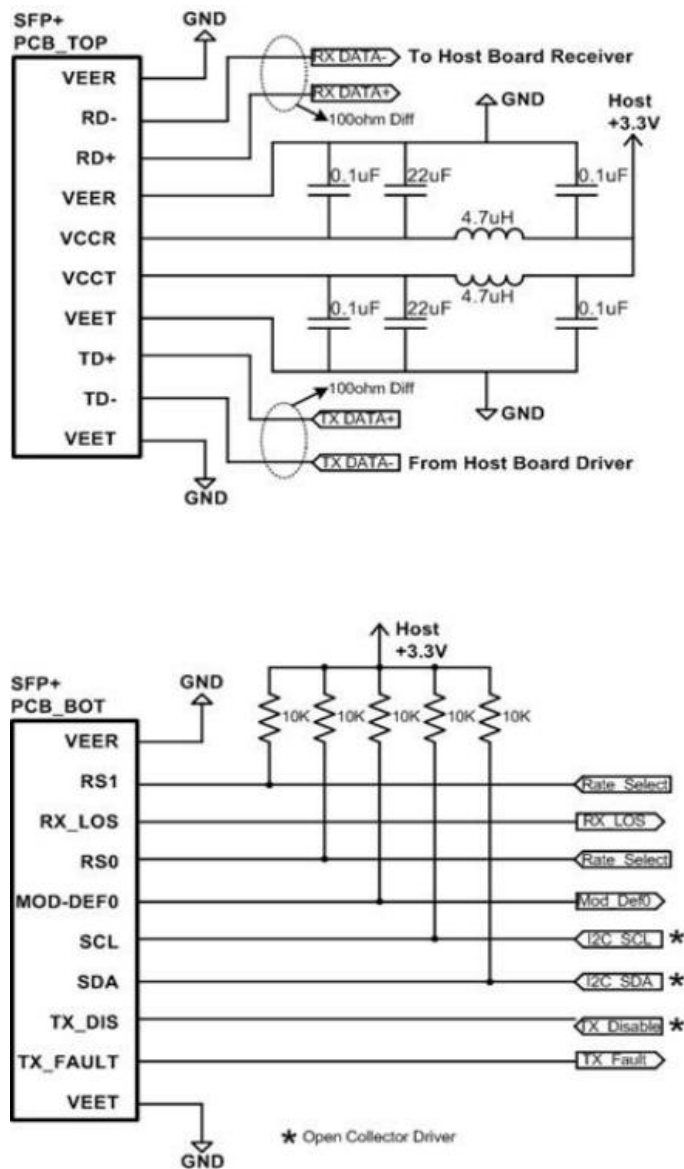 SFP+
PCB_TOP
GND
VEER
RX DATA-
To Host Board Receiver
RD-
RX DATA+
100ohm Diff
GND
Host
+3.3V
RD+
VEER
0.1uF
22uF
0.1uF
4.7uH
VCCR
VCCT
4.7uH
0.1uF
22uF
0.1uF
VEET
TD+
100ohm Diff
TD-
TX DATA+
GND
VEET
TX DATA-
From Host Board Driver
GND
Host
+3.3V
SFP+
PCB_BOT
GND
10K
10K
10K
10K
10K
VEER
RS1
Rate_Select
RX_LOS
RX_LOS
RS0
Rate_Select
MOD-DEF0
Mod_Def0
SCL
I2C_SCL *
SDA
I2C_SDA *
TX_DIS
TX_Disable *
TX_FAULT
TX_Fault
VEET
* Open Collector Driver
GND